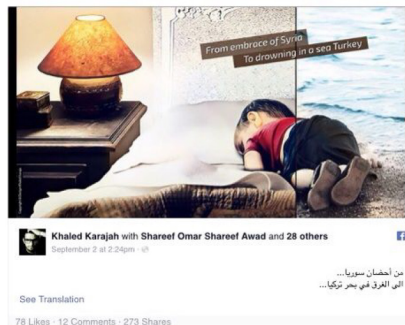 From embrace of Syria
To drowning in a sea Turkey
Khaled Karajah with Shareef Omar Shareef Awad and 28 others
September 2 at 2:24pm
من أحضان سوريا...
الى الغرق في بحر تركيا...
See Translation
78 Likes · 12 Comments · 273 Shares